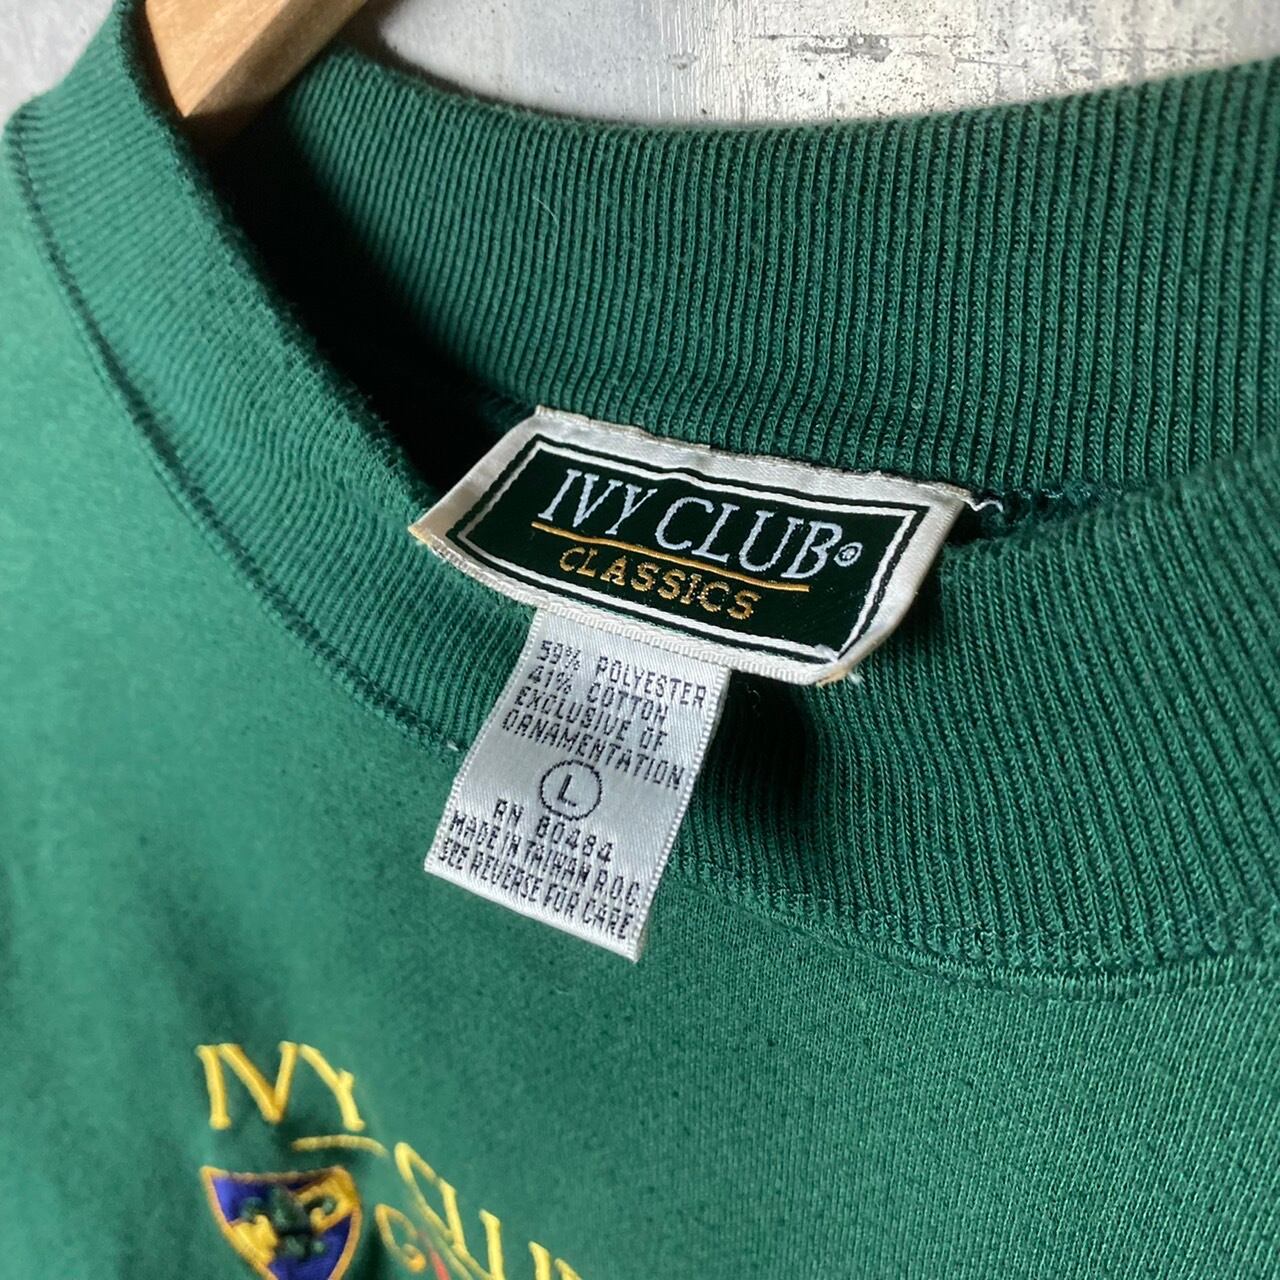 IVY CLUB®
CLASSICS
59% POLYESTER
41% COTTON
EXCLUSIVE OF
ORNAMENTATION
L
RN 80484
MADE IN TAIWAN R.O.C.
SEE REVERSE FOR CARE
IVY
CLUB